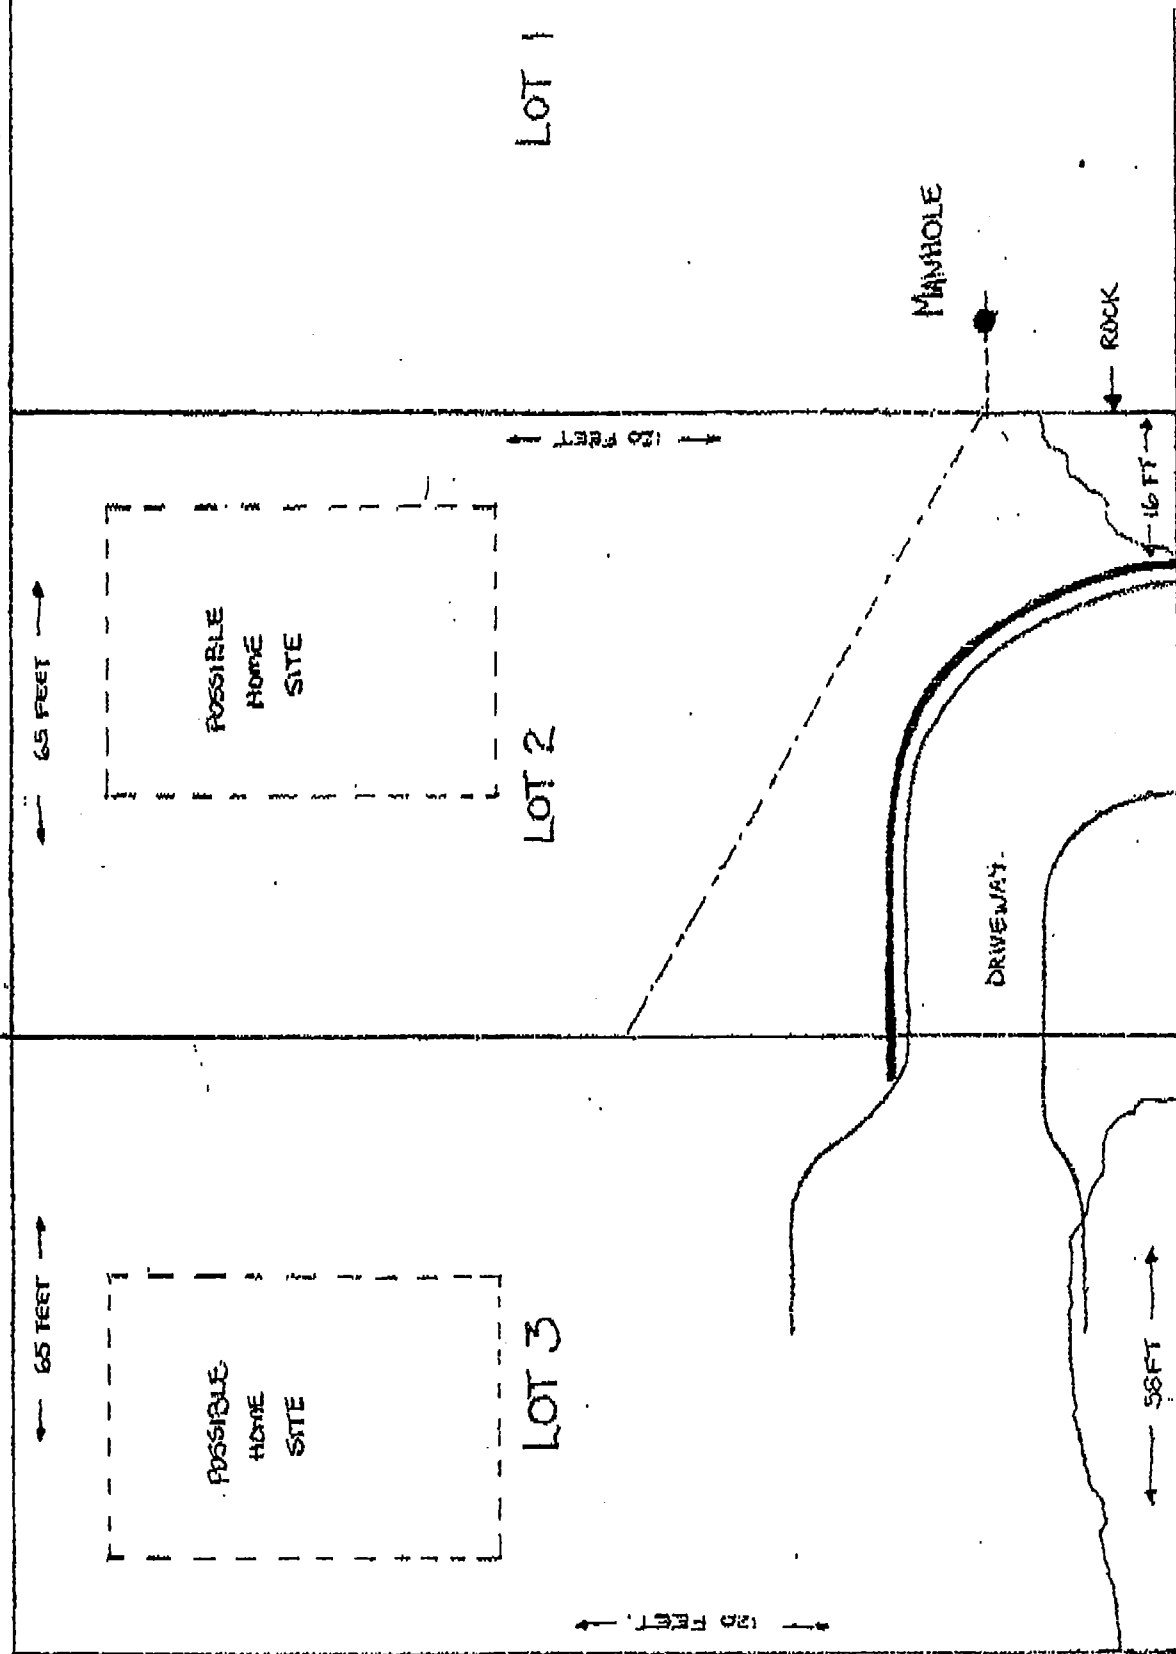 65 FEET
65 FEET
POSSIBLE
HOME
SITE
POSSIBLE
HOME
SITE
120 FEET.
LOT 3
LOT 2
120 FEET
LOT 1
MANHOLE
DRIVEWAY.
58 FT
16 FT
ROCK